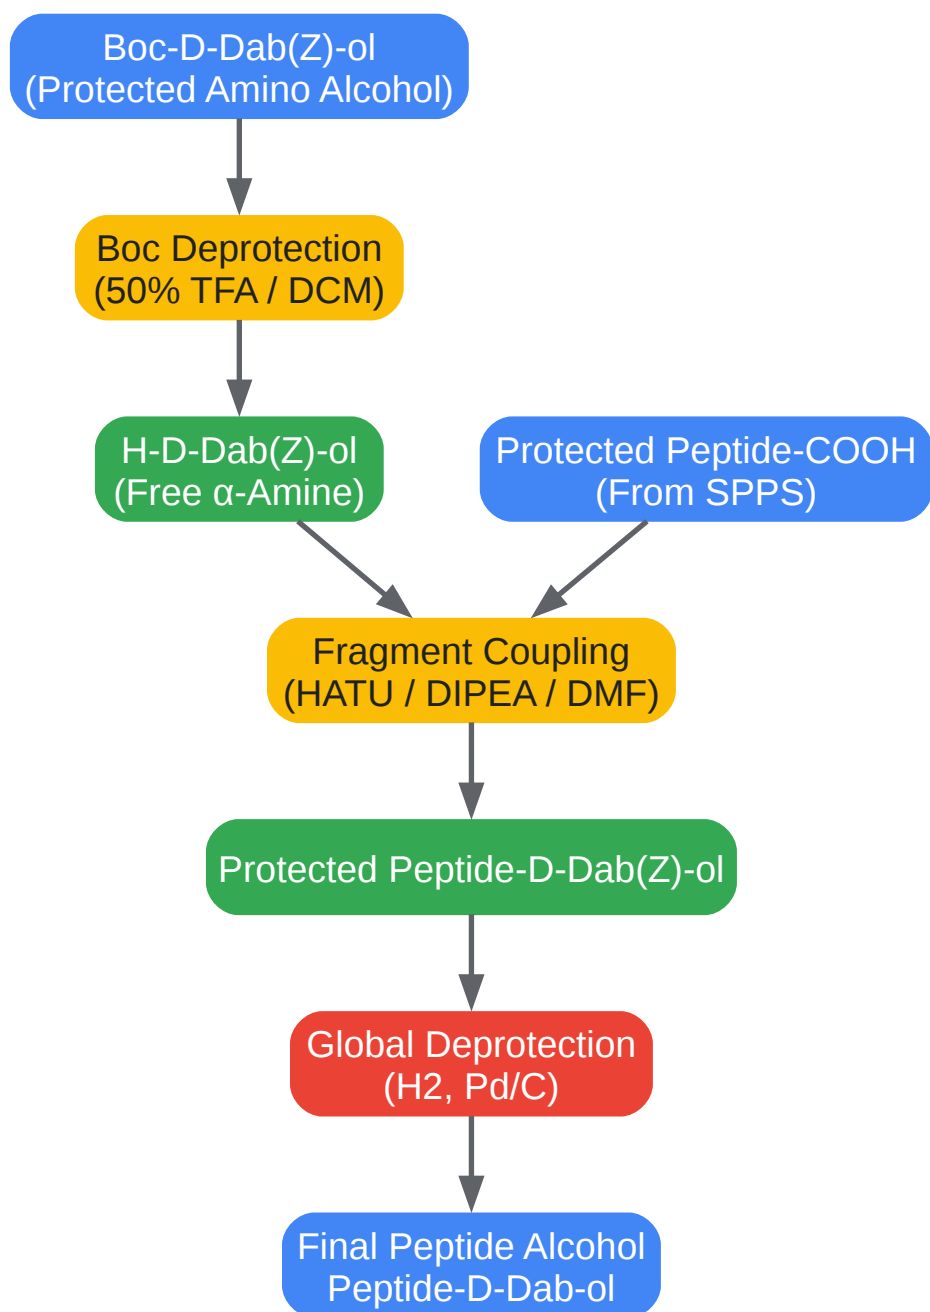 Boc-D-Dab(Z)-ol
(Protected Amino Alcohol)
Boc Deprotection
(50% TFA / DCM)
H-D-Dab(Z)-ol
(Free α-Amine)
Protected Peptide-COOH
(From SPPS)
Fragment Coupling
(HATU / DIPEA / DMF)
Protected Peptide-D-Dab(Z)-ol
Global Deprotection
(H2, Pd/C)
Final Peptide Alcohol
Peptide-D-Dab-ol